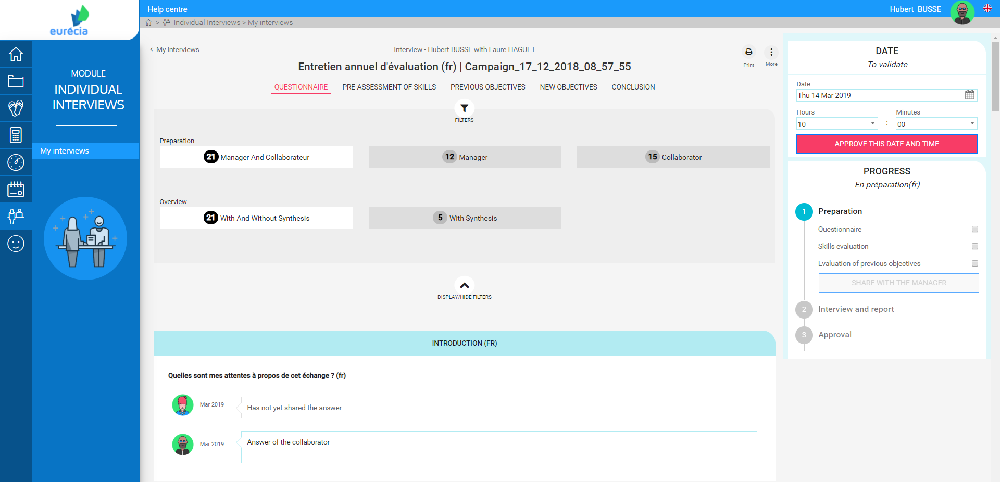 eurécia
Help centre
Hubert BUSSE
> Individual Interviews > My interviews
MODULE
INDIVIDUAL
INTERVIEWS
My interviews
‹ My interviews
Interview - Hubert BUSSE with Laure HAGUET
Entretien annuel d'évaluation (fr) | Campaign_17_12_2018_08_57_55
Print
More
QUESTIONNAIRE PRE-ASSESSMENT OF SKILLS PREVIOUS OBJECTIVES NEW OBJECTIVES CONCLUSION
FILTERS
Preparation
21 Manager And Collaborateur
12 Manager
15 Collaborator
Overview
21 With And Without Synthesis
5 With Synthesis
DISPLAY/HIDE FILTERS
INTRODUCTION (FR)
Quelles sont mes attentes à propos de cet échange ? (fr)
Mar 2019
Has not yet shared the answer
Mar 2019
Answer of the collaborator
DATE
To validate
Date
Thu 14 Mar 2019
Hours
Minutes
10 : 00
APPROVE THIS DATE AND TIME
PROGRESS
En préparation(fr)
1 Preparation
Questionnaire
Skills evaluation
Evaluation of previous objectives
SHARE WITH THE MANAGER
2 Interview and report
3 Approval